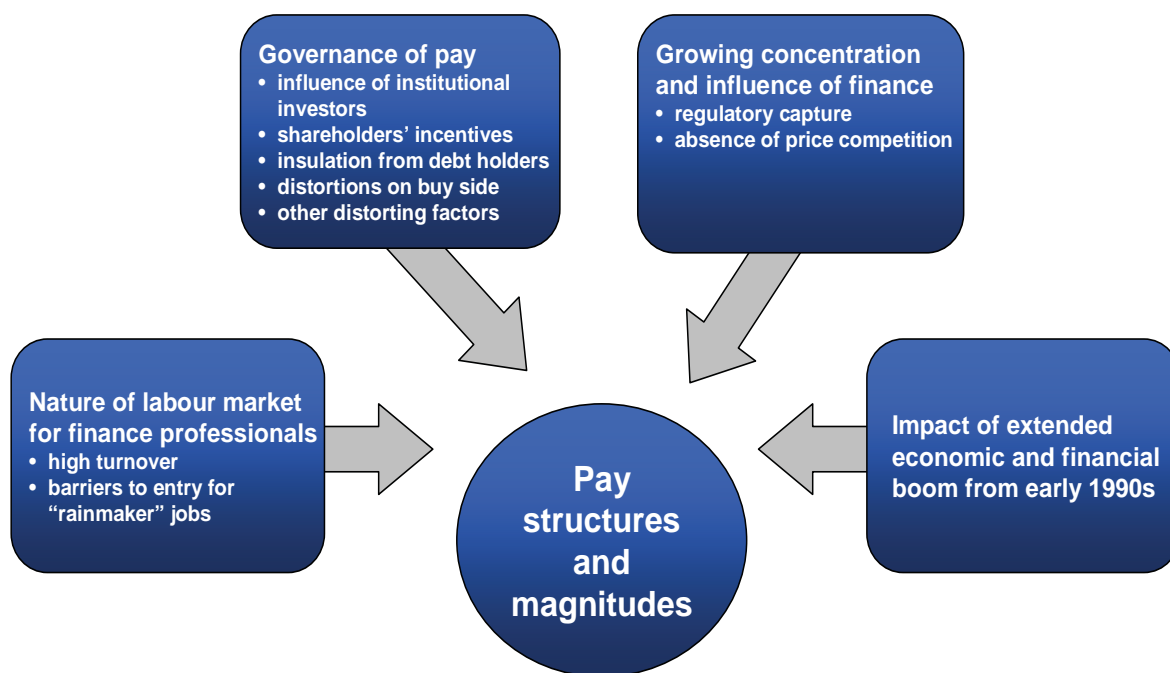 Governance of pay
• influence of institutional
investors
• shareholders’ incentives
• insulation from debt holders
• distortions on buy side
• other distorting factors
Growing concentration
and influence of finance
• regulatory capture
• absence of price competition
Nature of labour market
for finance professionals
• high turnover
• barriers to entry for
“rainmaker” jobs
Impact of extended
economic and financial
boom from early 1990s
Pay
structures
and
magnitudes